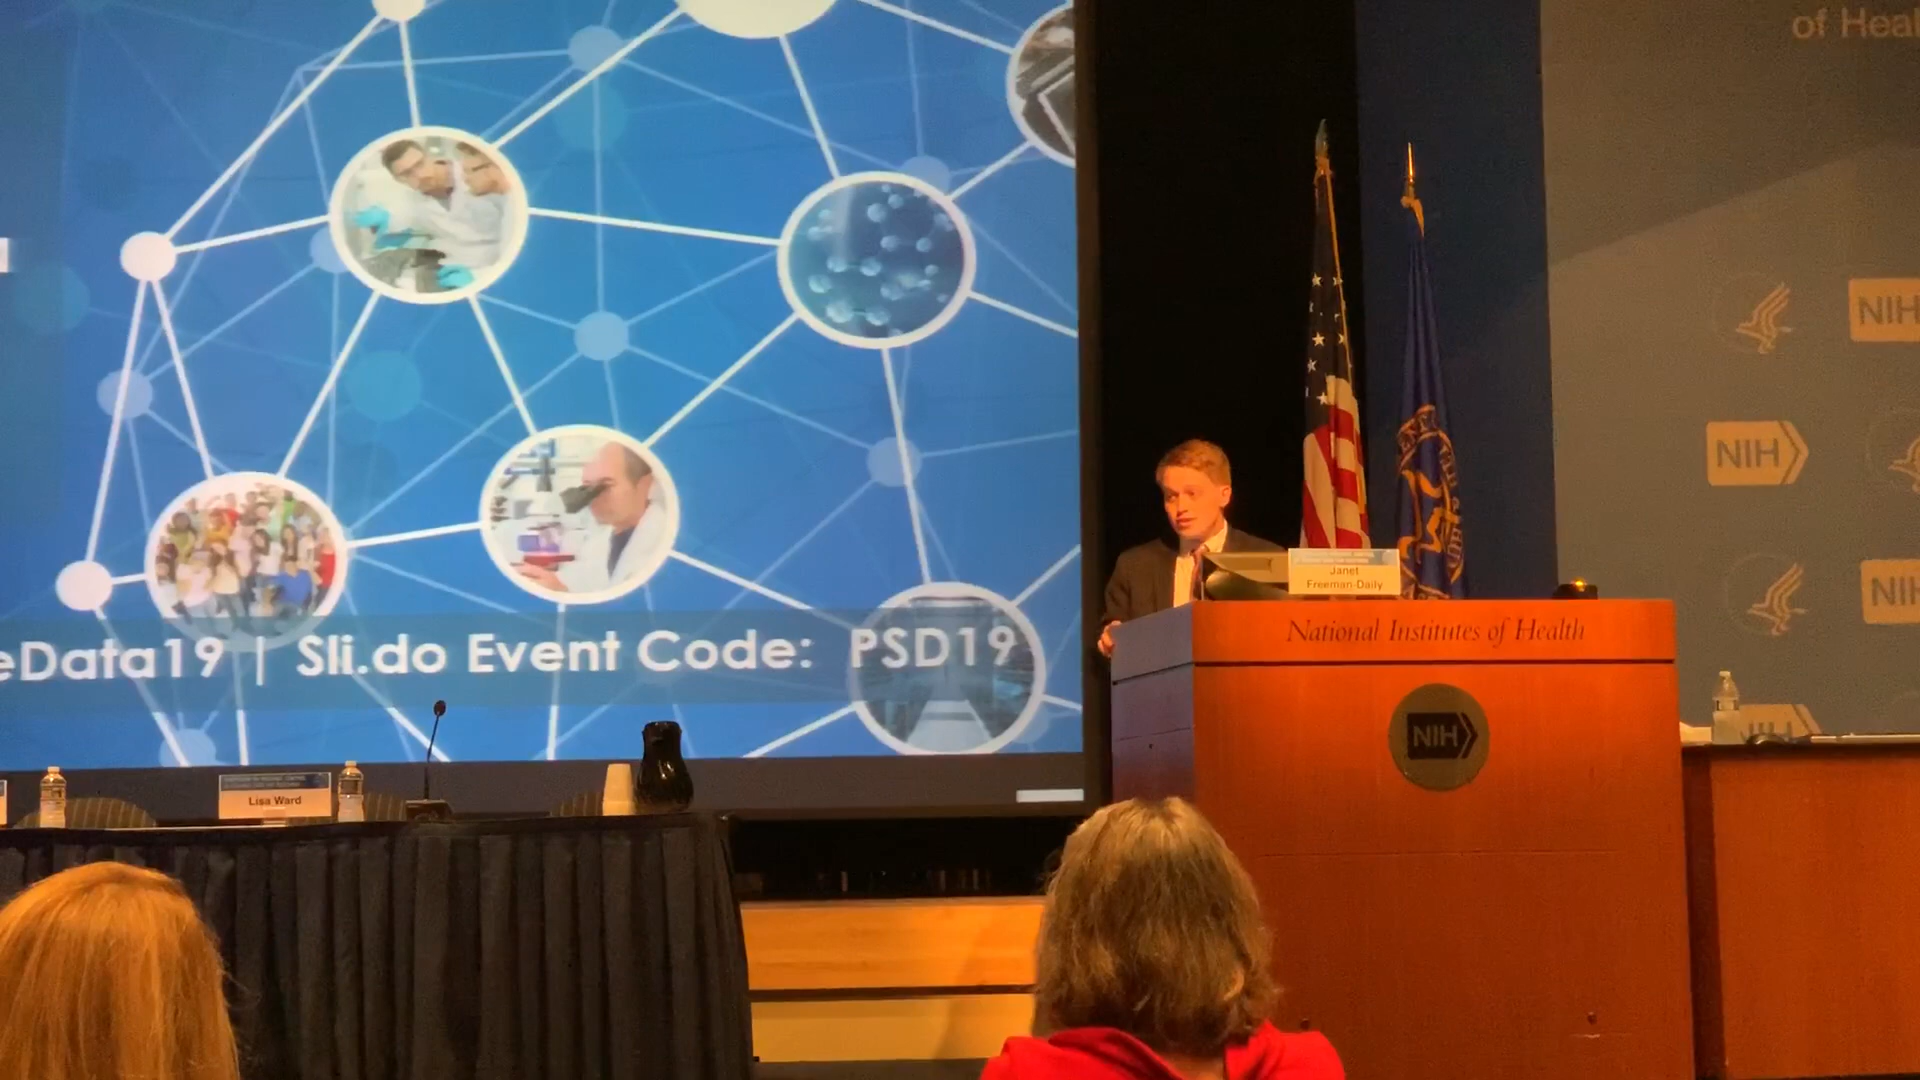 of Heal
NIH
NIH
NIH
eData19 | Sli.do Event Code: PSD19
Janet
Freeman-Daily
National Institutes of Health
NIH
NIH
Lisa Ward